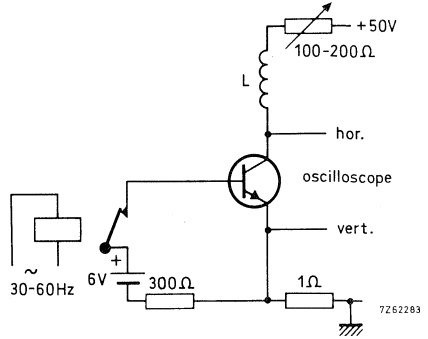 +50V
100-200Ω
L
hor.
oscilloscope
vert.
+
6V
300Ω
1Ω
~
30-60Hz
7Z62283